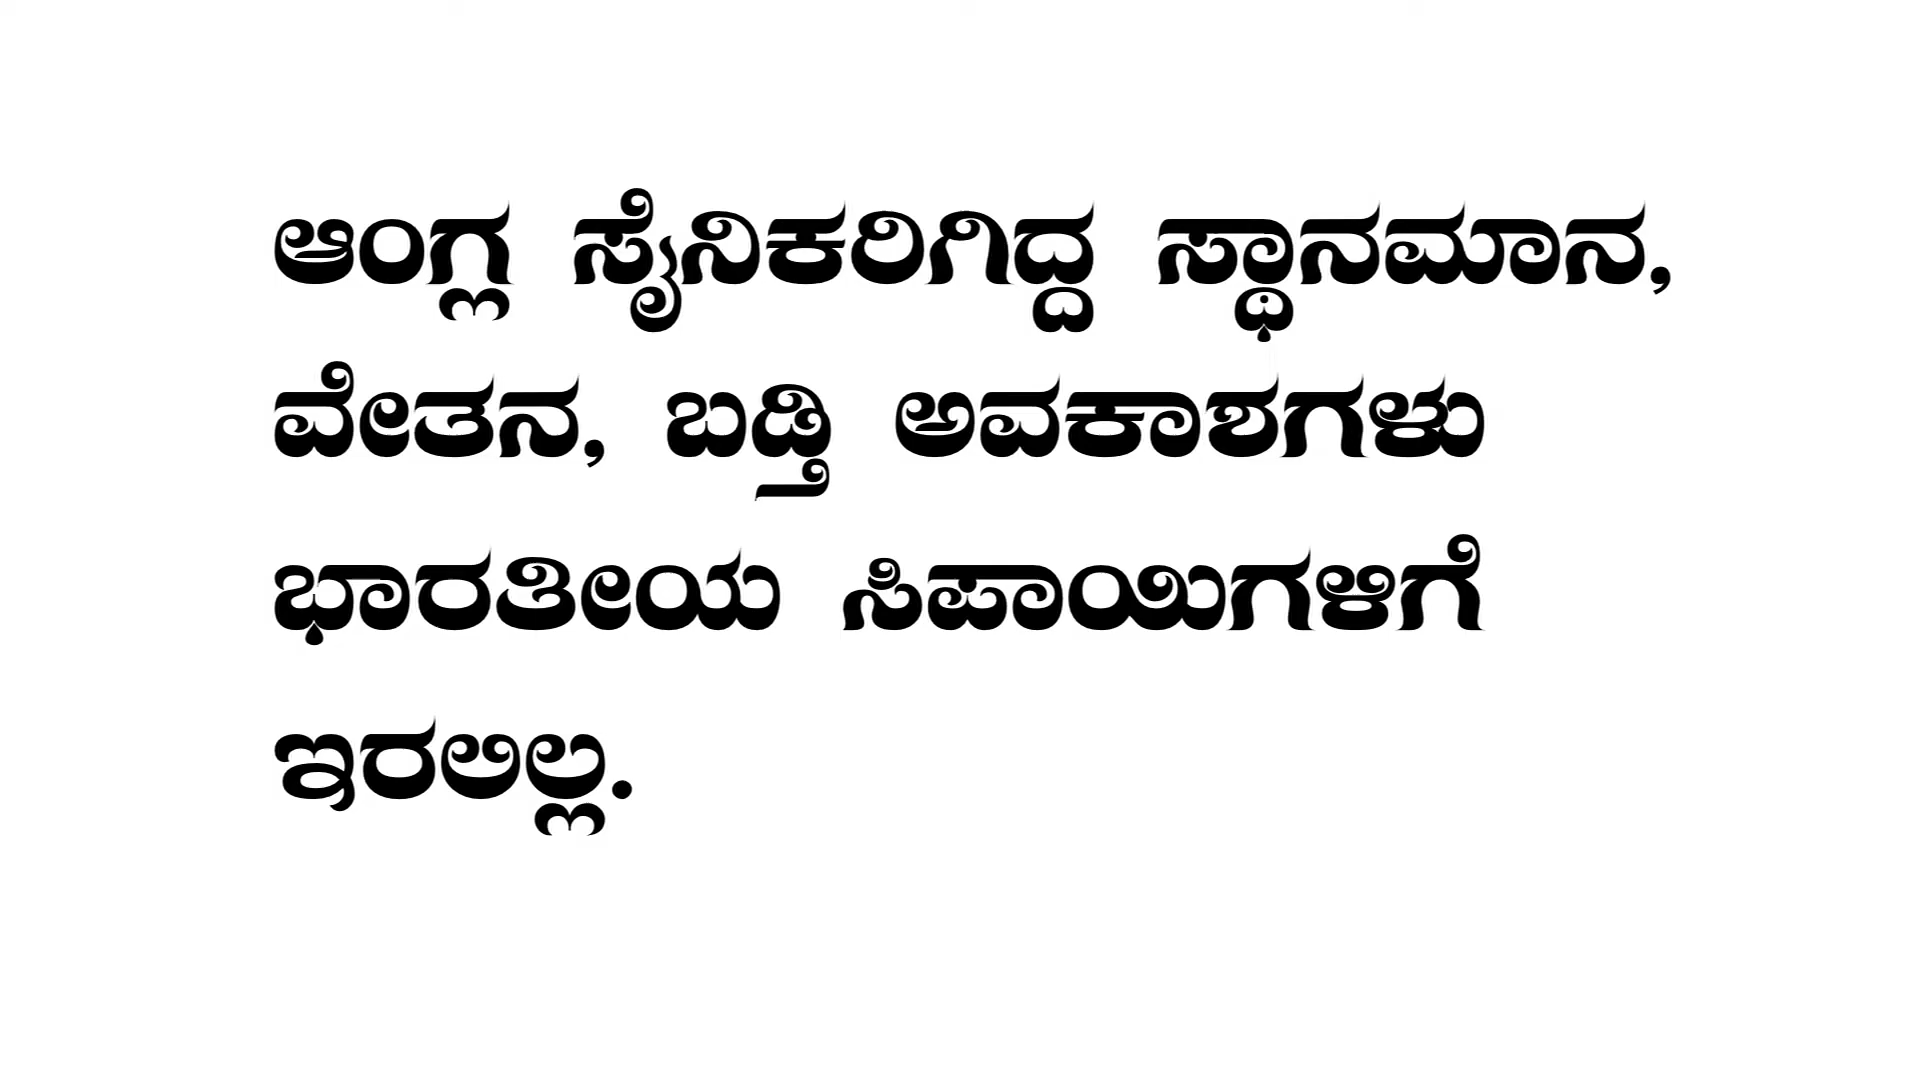 ಆಂಗ್ಲ ಸೈನಿಕರಿಗಿದ್ದ ಸ್ಥಾನಮಾನ,
ವೇತನ, ಬಡ್ತಿ ಅವಕಾಶಗಳು
ಭಾರತೀಯ ಸಿಪಾಯಿಗಳಿಗೆ
ಇರಲಿಲ್ಲ.